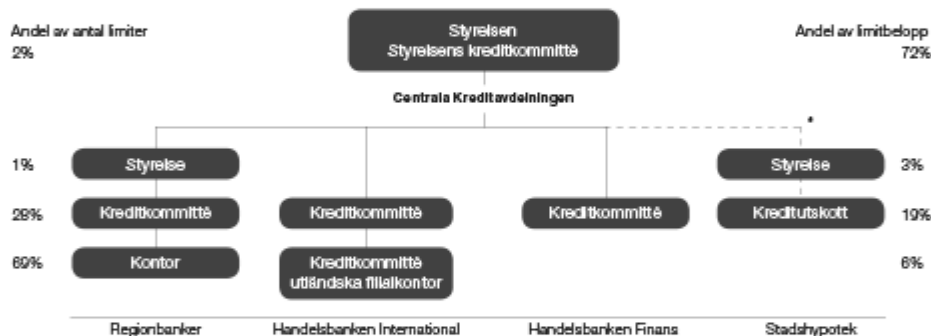 Andel av antal limiter
2%
Styrelsen
Styrelsens kreditkommitté
Andel av limitbelopp
72%
Centrala Kreditavdelningen
*
1%
Styrelse
Styrelse
3%
28%
Kreditkommitté
Kreditkommitté
Kreditkommitté
Kreditutskott
19%
69%
Kontor
Kreditkommitté
utländska filialkontor
6%
Regionbanker
Handelsbanken International
Handelsbanken Finans
Stadshypotek